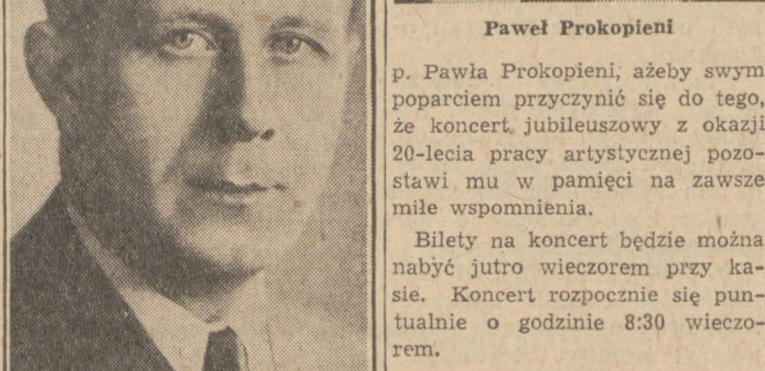 Paweł Prokopieni
p. Pawła Prokopieni, ażeby swym
poparciem przyczynić się do tego,
że koncert jubileuszowy z okazji
20-lecia pracy artystycznej pozo-
stawi mu w pamięci na zawsze
miłe wspomnienia.
Bilety na koncert będzie można
nabyć jutro wieczorem przy ka-
sie. Koncert rozpocznie się pun-
tualnie o godzinie 8:30 wieczo-
rem.